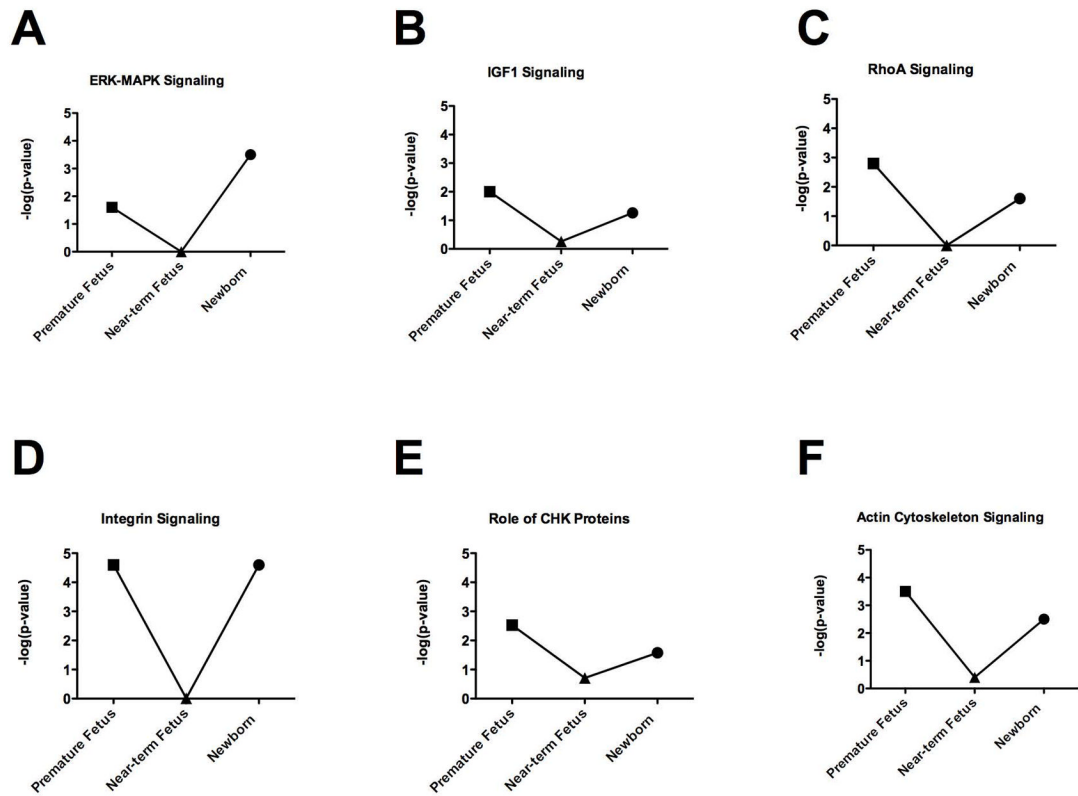 A
ERK-MAPK Signaling
-log(p-value)
5
4
3
2
1
0
Premature Fetus
Near-term Fetus
Newborn
B
IGF1 Signaling
-log(p-value)
5
4
3
2
1
0
Premature Fetus
Near-term Fetus
Newborn
C
RhoA Signaling
-log(p-value)
5
4
3
2
1
0
Premature Fetus
Near-term Fetus
Newborn
D
Integrin Signaling
-log(p-value)
5
4
3
2
1
0
Premature Fetus
Near-term Fetus
Newborn
E
Role of CHK Proteins
-log(p-value)
5
4
3
2
1
0
Premature Fetus
Near-term Fetus
Newborn
F
Actin Cytoskeleton Signaling
-log(p-value)
5
4
3
2
1
0
Premature Fetus
Near-term Fetus
Newborn